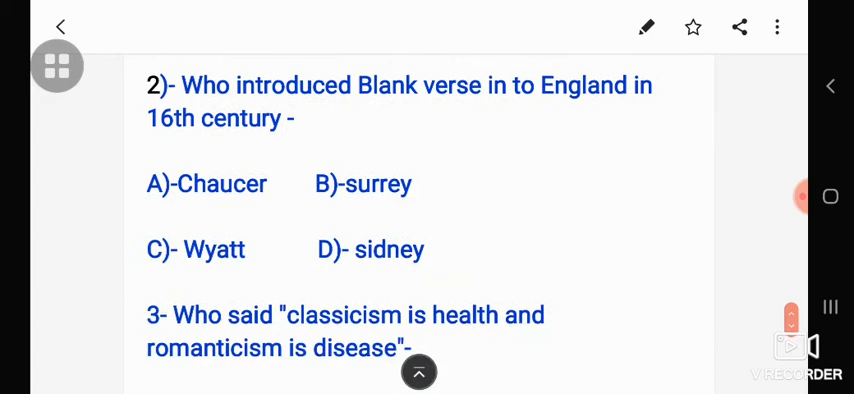 2)- Who introduced Blank verse in to England in
16th century -
A)-Chaucer B)-surrey
C)- Wyatt D)- sidney
3- Who said "classicism is health and
romanticism is disease"-
V RECORDER